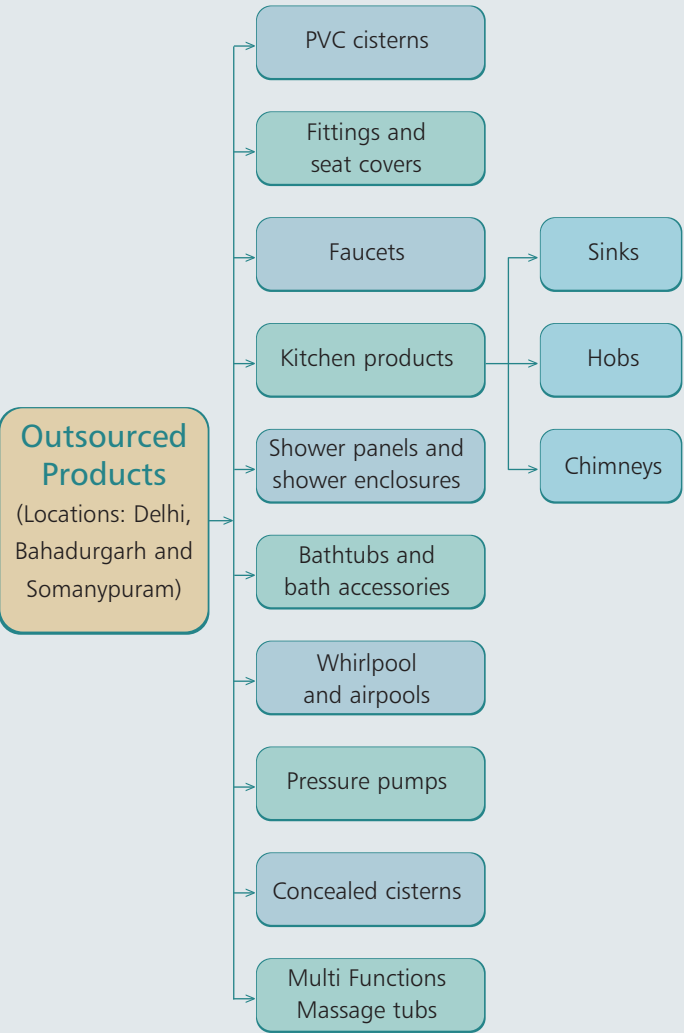 PVC cisterns
Fittings and
seat covers
Faucets
Sinks
Kitchen products
Hobs
Outsourced
Products
(Locations: Delhi,
Bahadurgarh and
Somanypuram)
Shower panels and
shower enclosures
Chimneys
Bathtubs and
bath accessories
Whirlpool
and airpools
Pressure pumps
Concealed cisterns
Multi Functions
Massage tubs